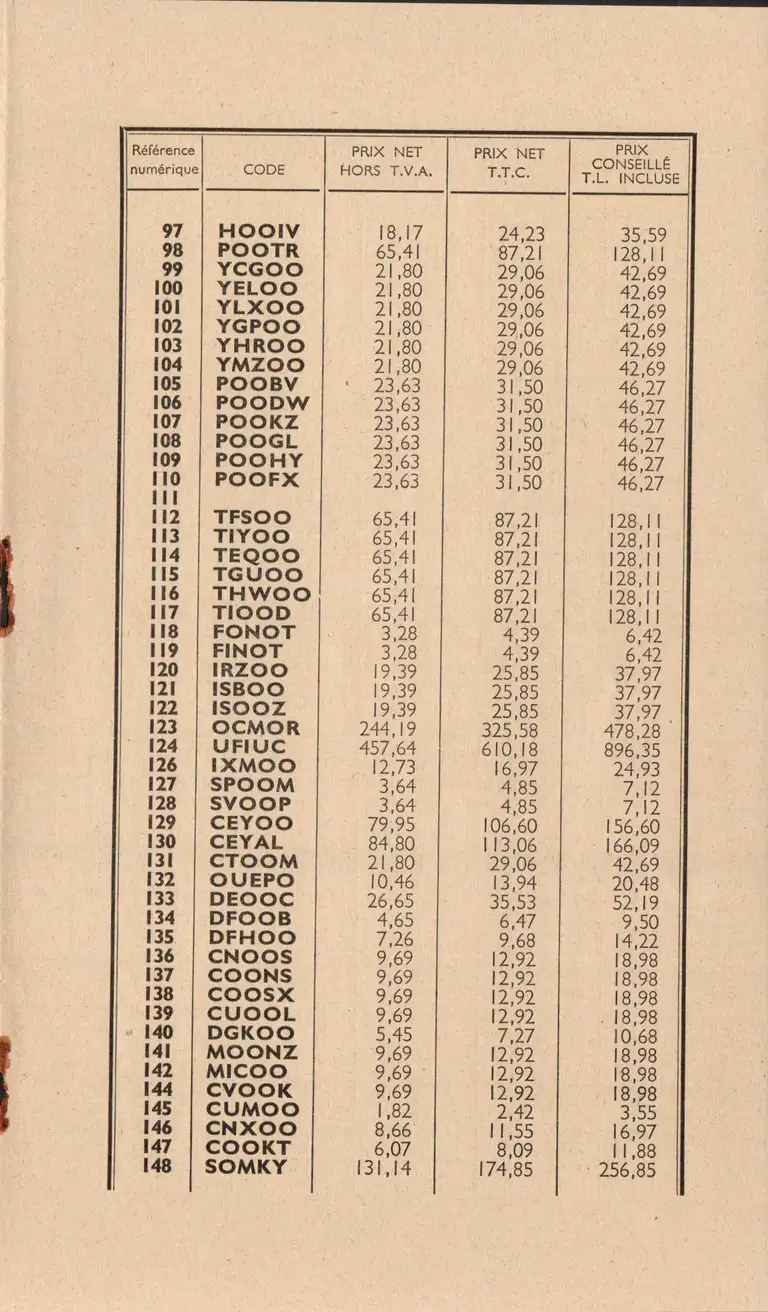 Référence numérique CODE PRIX NET HORS T.V.A. PRIX NET T.T.C. PRIX CONSEILLÉ T.L. INCLUSE
97 HOOIV 18,17 24,23 35,59
98 POOTR 65,41 87,21 128,11
99 YCGOO 21,80 29,06 42,69
100 YELOO 21,80 29,06 42,69
101 YLXOO 21,80 29,06 42,69
102 YGPOO 21,80 29,06 42,69
103 YHROO 21,80 29,06 42,69
104 YMZOO 21,80 29,06 42,69
105 POOBV 23,63 31,50 46,27
106 POODW 23,63 31,50 46,27
107 POOKZ 23,63 31,50 46,27
108 POOGL 23,63 31,50 46,27
109 POOHY 23,63 31,50 46,27
110 POOFX 23,63 31,50 46,27
111
112 TFSOO 65,41 87,21 128,11
113 TIYOO 65,41 87,21 128,11
114 TEQOO 65,41 87,21 128,11
115 TGUOO 65,41 87,21 128,11
116 THWOO 65,41 87,21 128,11
117 TIOOD 65,41 87,21 128,11
118 FONOT 3,28 4,39 6,42
119 FINOT 3,28 4,39 6,42
120 IRZOO 19,39 25,85 37,97
121 ISBOO 19,39 25,85 37,97
122 ISOOZ 19,39 25,85 37,97
123 OCMOR 244,19 325,58 478,28
124 UFIUC 457,64 610,18 896,35
126 IXMOO 12,73 16,97 24,93
127 SPOOM 3,64 4,85 7,12
128 SVOOP 3,64 4,85 7,12
129 CEYOO 79,95 106,60 156,60
130 CEYAL 84,80 113,06 166,09
131 CTOOM 21,80 29,06 42,69
132 OUEPO 10,46 13,94 20,48
133 DEOOC 26,65 35,53 52,19
134 DFOOB 4,65 6,47 9,50
135 DFHOO 7,26 9,68 14,22
136 CNOOS 9,69 12,92 18,98
137 COONS 9,69 12,92 18,98
138 COOSX 9,69 12,92 18,98
139 CUOOL 9,69 12,92 18,98
140 DGKOO 5,45 7,27 10,68
141 MOONZ 9,69 12,92 18,98
142 MICOO 9,69 12,92 18,98
144 CVOOK 9,69 12,92 18,98
145 CUMOO 1,82 2,42 3,55
146 CNXOO 8,66 11,55 16,97
147 COOKT 6,07 8,09 11,88
148 SOMKY 131,14 174,85 256,85